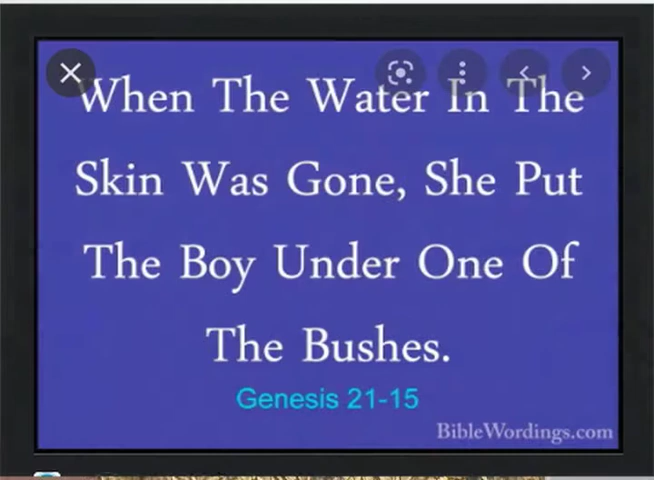 When The Water In The
Skin Was Gone, She Put
The Boy Under One Of
The Bushes.
Genesis 21-15
BibleWordings.com